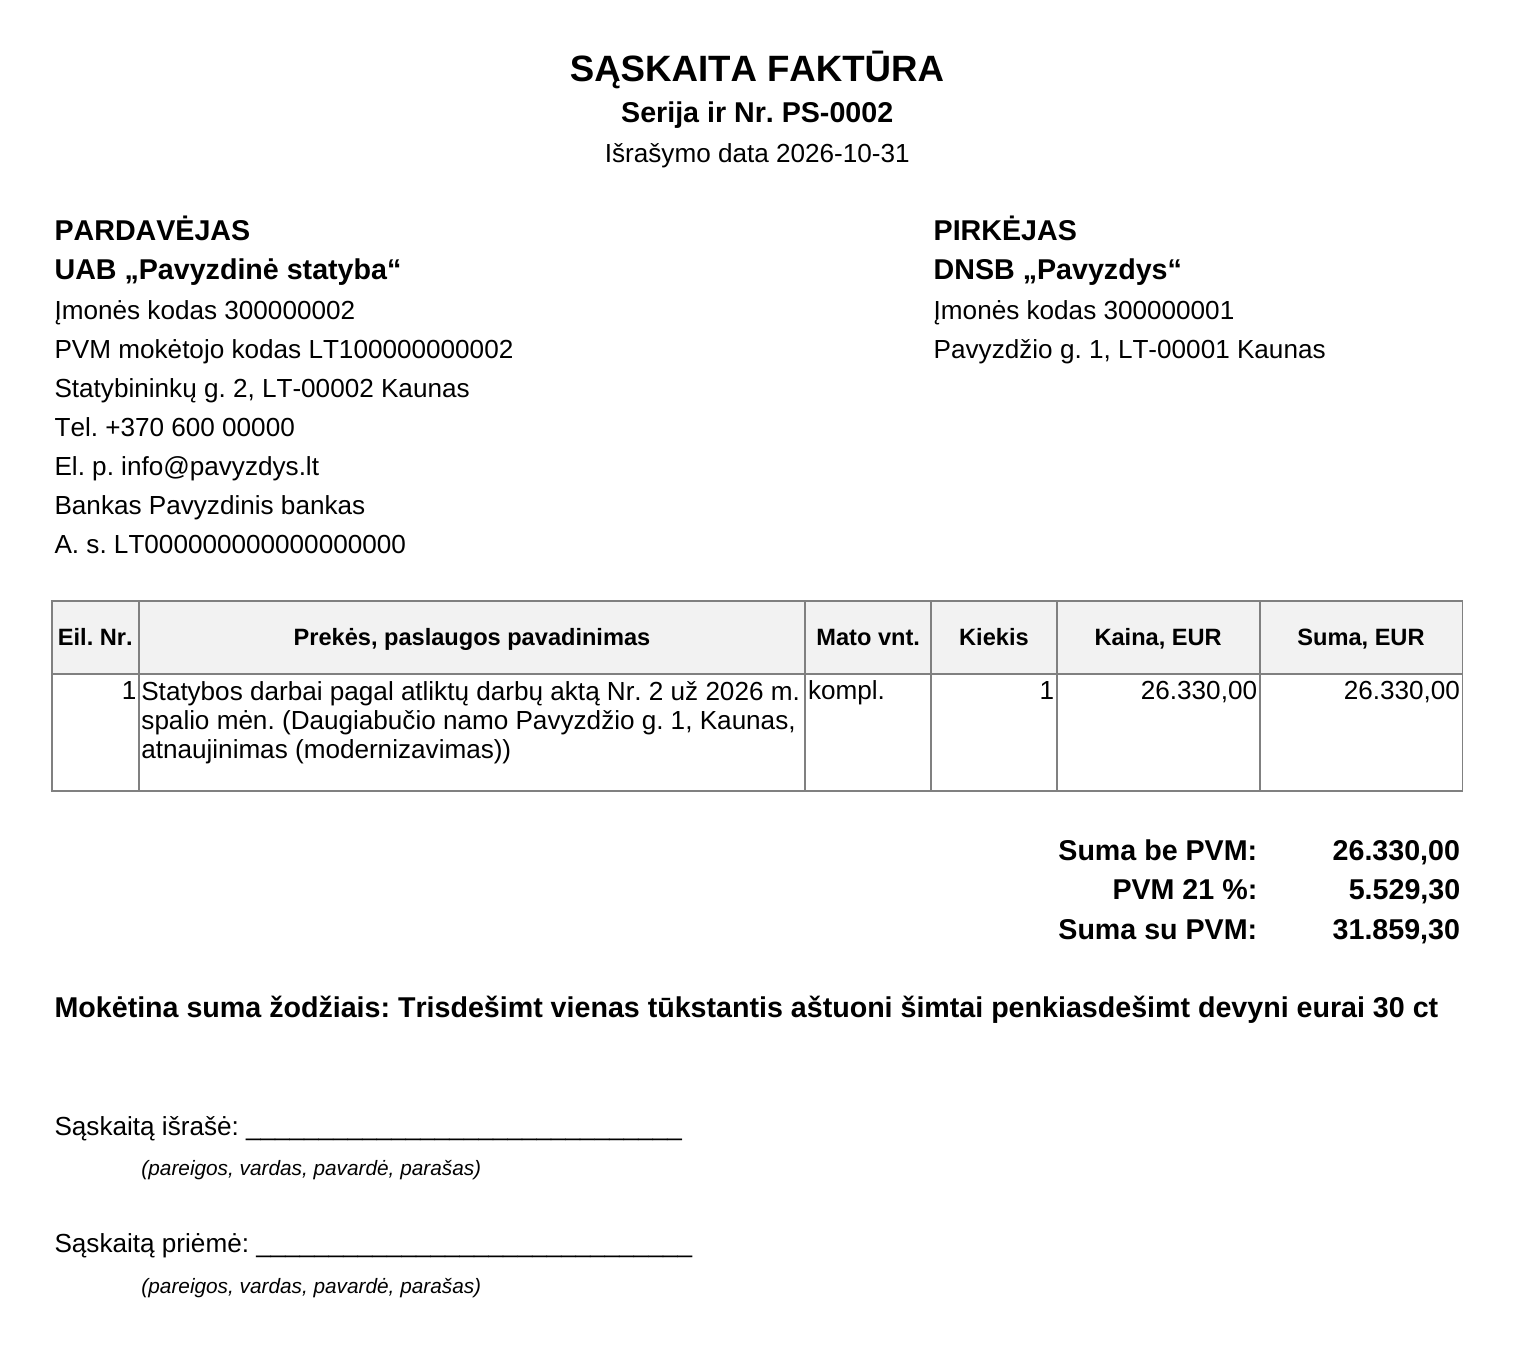 SĄSKAITA FAKTŪRA
Serija ir Nr. PS-0002
Išrašymo data 2026-10-31
PARDAVĖJAS
UAB „Pavyzdinė statyba“
Įmonės kodas 300000002
PVM mokėtojo kodas LT100000000002
Statybininkų g. 2, LT-00002 Kaunas
Tel. +370 600 00000
El. p. info@pavyzdys.lt
Bankas Pavyzdinis bankas
A. s. LT000000000000000000
PIRKĖJAS
DNSB „Pavyzdys“
Įmonės kodas 300000001
Pavyzdžio g. 1, LT-00001 Kaunas
Eil. Nr. Prekės, paslaugos pavadinimas Mato vnt. Kiekis Kaina, EUR Suma, EUR
1 Statybos darbai pagal atliktų darbų aktą Nr. 2 už 2026 m. kompl. 1 26.330,00 26.330,00
spalio mėn. (Daugiabučio namo Pavyzdžio g. 1, Kaunas,
atnaujinimas (modernizavimas))
Suma be PVM: 26.330,00
PVM 21 %: 5.529,30
Suma su PVM: 31.859,30
Mokėtina suma žodžiais: Trisdešimt vienas tūkstantis aštuoni šimtai penkiasdešimt devyni eurai 30 ct
Sąskaitą išrašė: ______________________________
(pareigos, vardas, pavardė, parašas)
Sąskaitą priėmė: ______________________________
(pareigos, vardas, pavardė, parašas)